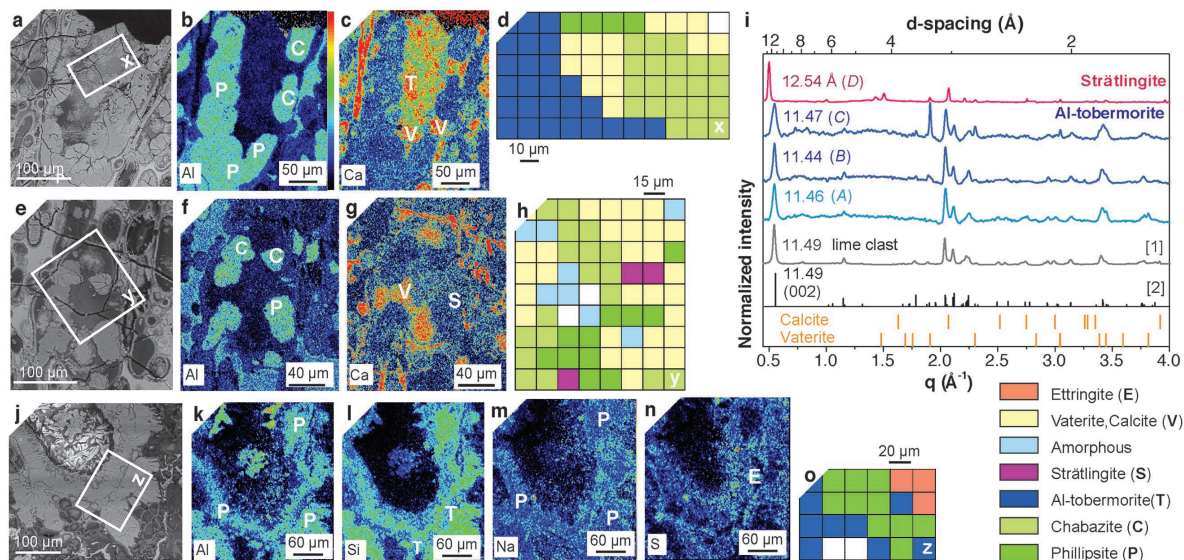 a
x
100 µm
b
C
P
C
P
P
Al
50 µm
c
T
V
V
Ca
50 µm
d
x
10 µm
e
y
100 µm
f
C
C
P
Al
40 µm
g
V
S
Ca
40 µm
15 µm
h
y
i
d-spacing (Å)
12 8 6 4 2
12.54 Å (D) Strätlingite
11.47 (C) Al-tobermorite
11.44 (B)
11.46 (A)
11.49 lime clast [1]
11.49 [2]
(002)
Calcite
Vaterite
Normalized intensity
0.5 1.0 1.5 2.0 2.5 3.0 3.5 4.0
q (Å⁻¹)
j
z
100 µm
k
P
P
P
Al
60 µm
l
T
T
Si
60 µm
m
P
P
Na
60 µm
n
E
S
60 µm
20 µm
o
z
Ettringite (E)
Vaterite,Calcite (V)
Amorphous
Strätlingite (S)
Al-tobermorite(T)
Chabazite (C)
Phillipsite (P)